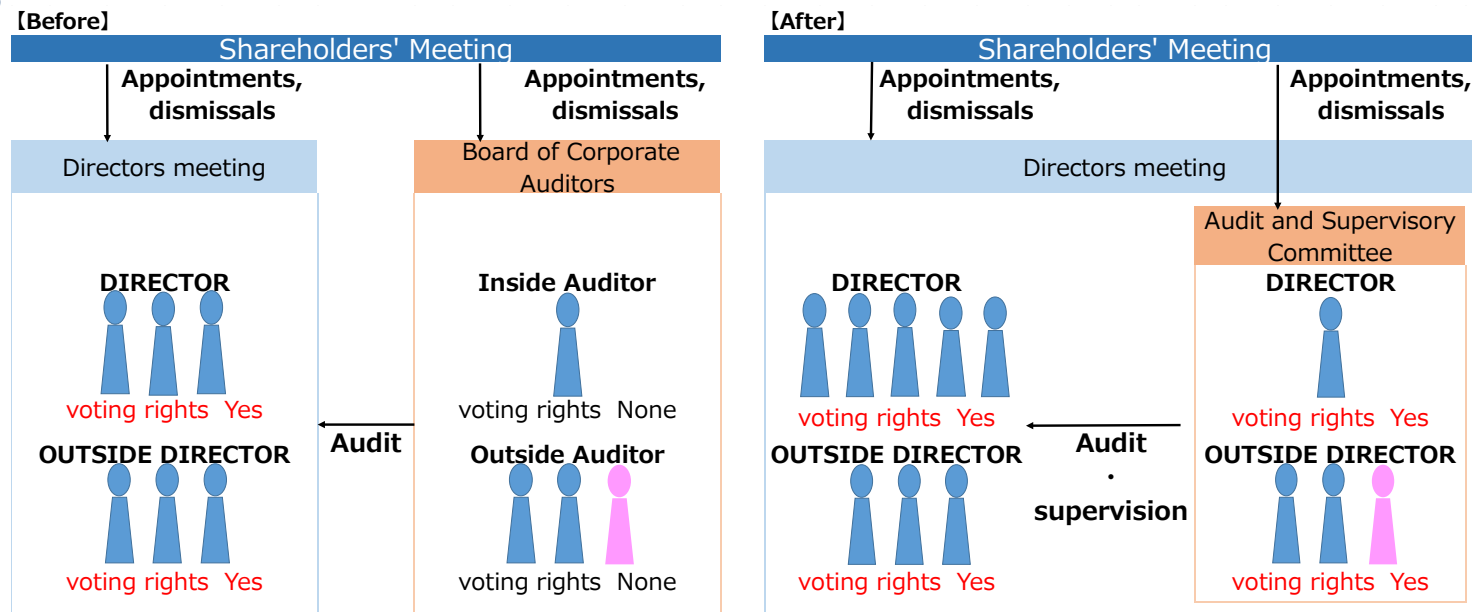 【Before】
Shareholders' Meeting
Appointments,
dismissals
Appointments,
dismissals
Directors meeting
Board of Corporate
Auditors
DIRECTOR
voting rights Yes
OUTSIDE DIRECTOR
voting rights Yes
Audit
Inside Auditor
voting rights None
Outside Auditor
voting rights None
【After】
Shareholders' Meeting
Appointments,
dismissals
Appointments,
dismissals
Directors meeting
Audit and Supervisory
Committee
DIRECTOR
voting rights Yes
OUTSIDE DIRECTOR
voting rights Yes
Audit
・
supervision
DIRECTOR
voting rights Yes
OUTSIDE DIRECTOR
voting rights Yes